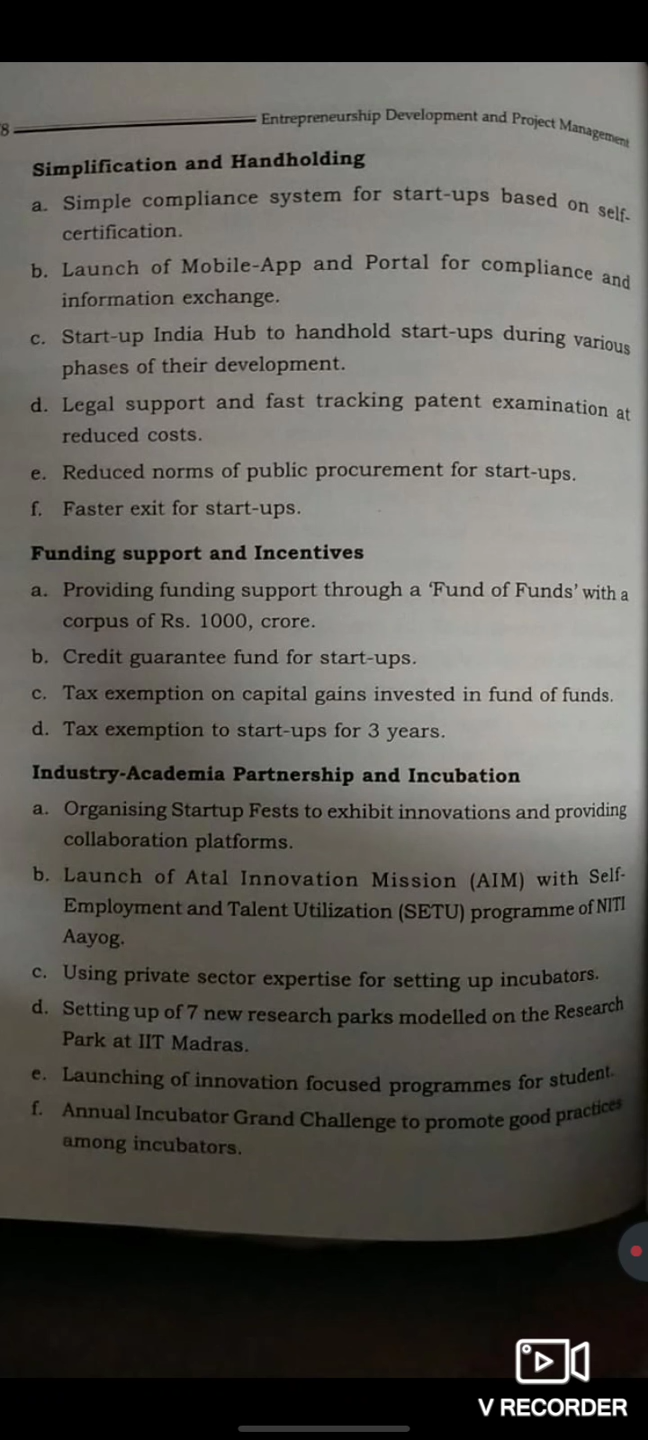 8
Entrepreneurship Development and Project Management
Simplification and Handholding
a. Simple compliance system for start-ups based on self-
certification.
b. Launch of Mobile-App and Portal for compliance and
information exchange.
c. Start-up India Hub to handhold start-ups during various
phases of their development.
d. Legal support and fast tracking patent examination at
reduced costs.
e. Reduced norms of public procurement for start-ups.
f. Faster exit for start-ups.
Funding support and Incentives
a. Providing funding support through a 'Fund of Funds' with a
corpus of Rs. 1000, crore.
b. Credit guarantee fund for start-ups.
c. Tax exemption on capital gains invested in fund of funds.
d. Tax exemption to start-ups for 3 years.
Industry-Academia Partnership and Incubation
a. Organising Startup Fests to exhibit innovations and providing
collaboration platforms.
b. Launch of Atal Innovation Mission (AIM) with Self-
Employment and Talent Utilization (SETU) programme of NITI
Aayog.
c. Using private sector expertise for setting up incubators.
d. Setting up of 7 new research parks modelled on the Research
Park at IIT Madras.
e. Launching of innovation focused programmes for student.
f. Annual Incubator Grand Challenge to promote good practices
among incubators.
V RECORDER